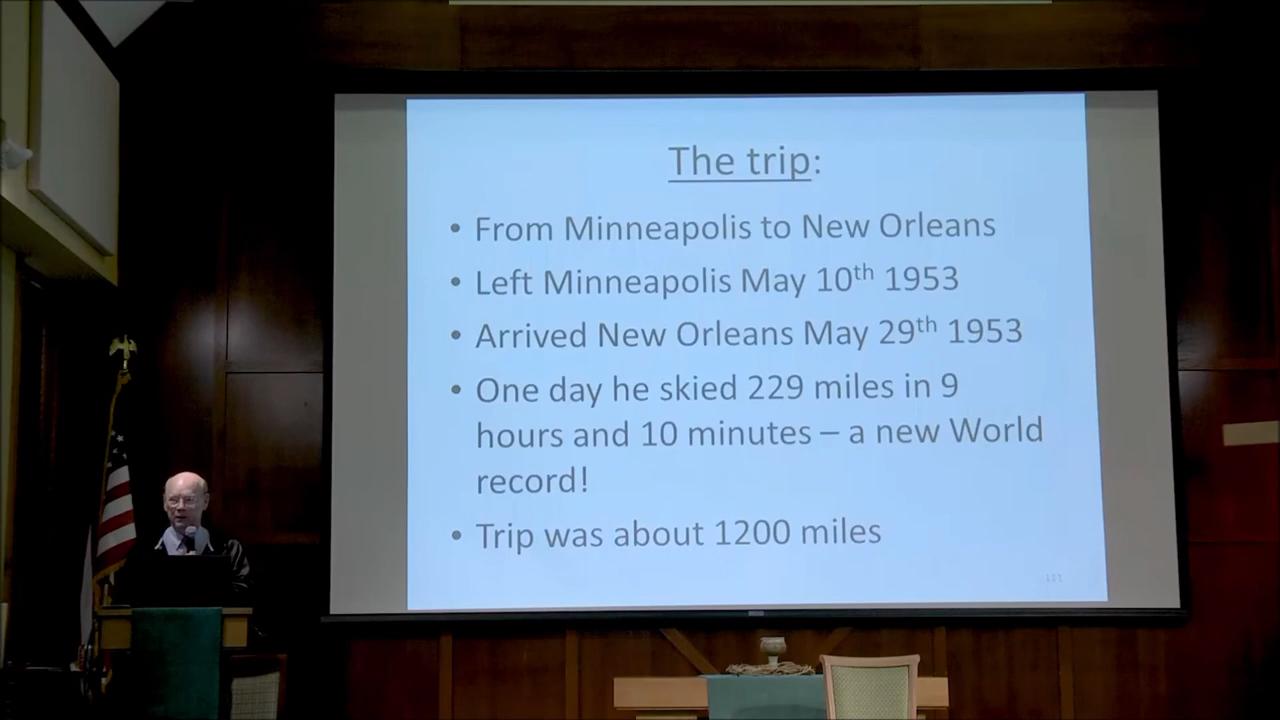 The trip:
• From Minneapolis to New Orleans
• Left Minneapolis May 10th 1953
• Arrived New Orleans May 29th 1953
• One day he skied 229 miles in 9
hours and 10 minutes – a new World
record!
• Trip was about 1200 miles